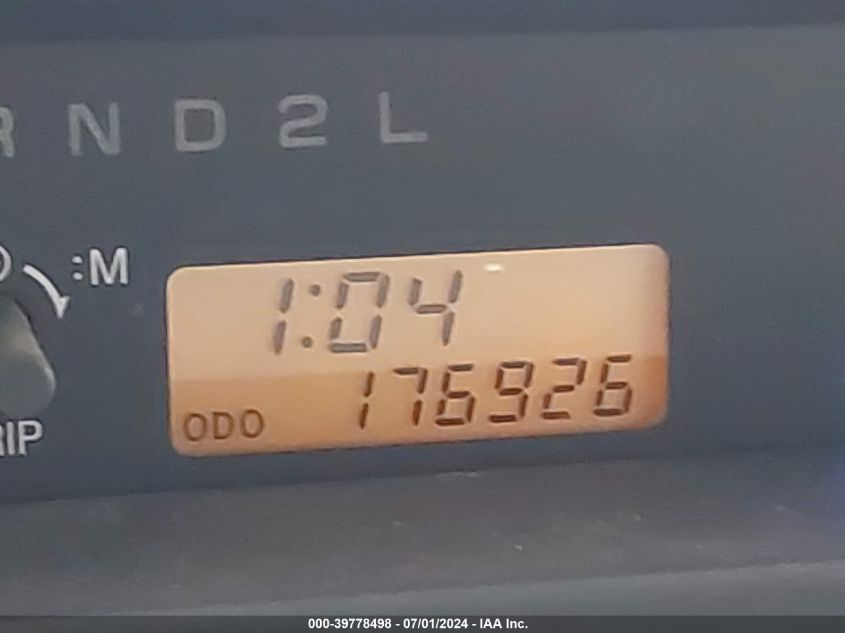 R N D 2 L
:M
1:04
ODO 176926
RIP
000-39778498 - 07/01/2024 - IAA Inc.